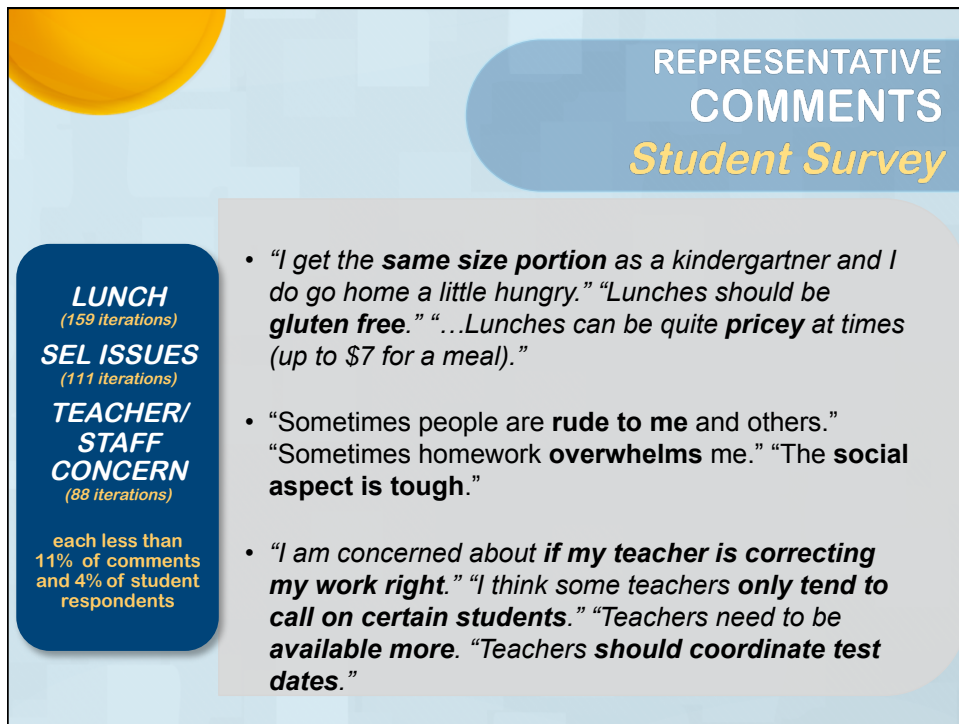 REPRESENTATIVE
COMMENTS
Student Survey
LUNCH
(159 iterations)
SEL ISSUES
(111 iterations)
TEACHER/
STAFF
CONCERN
(88 iterations)
each less than
11% of comments
and 4% of student
respondents
• “I get the same size portion as a kindergartner and I
do go home a little hungry.” “Lunches should be
gluten free.” “…Lunches can be quite pricey at times
(up to $7 for a meal).”
• “Sometimes people are rude to me and others.”
“Sometimes homework overwhelms me.” “The social
aspect is tough.”
• “I am concerned about if my teacher is correcting
my work right.” “I think some teachers only tend to
call on certain students.” “Teachers need to be
available more. “Teachers should coordinate test
dates.”